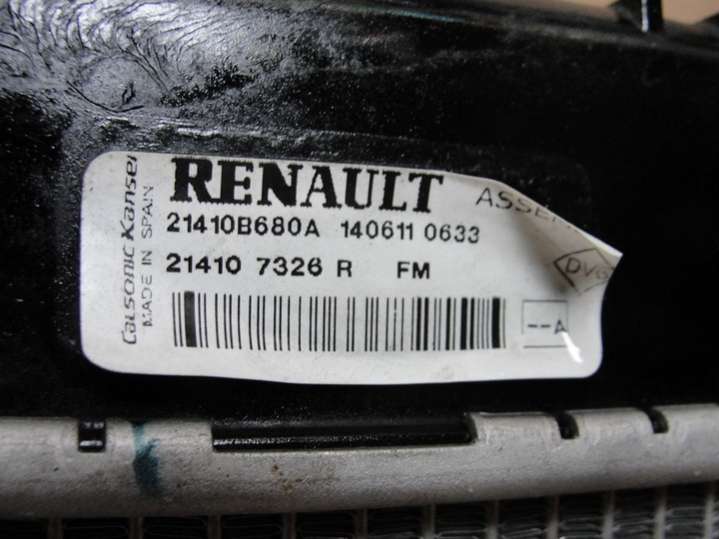 Calsonic Kansei
MADE IN SPAIN
RENAULT
21410B680A 140611 0633
21410 7326 R FM
--A